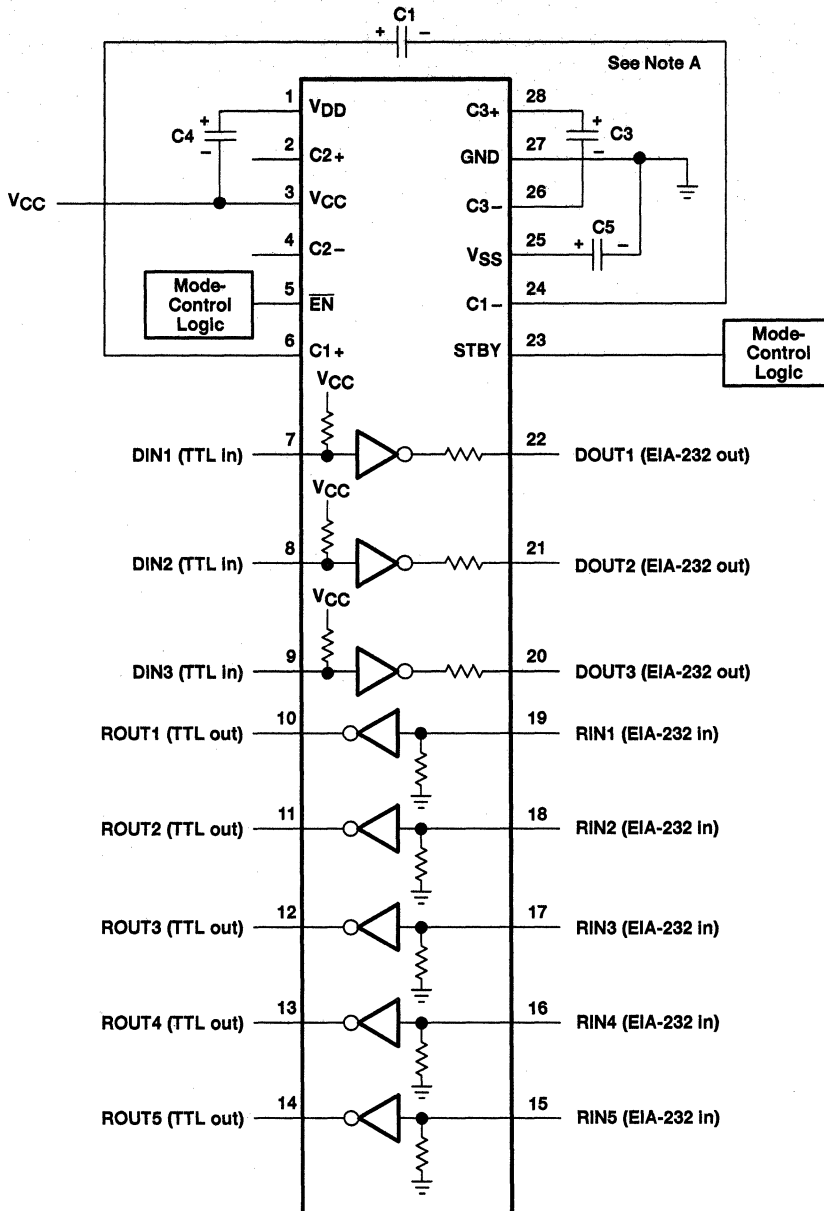 C1
+ −
See Note A
1 VDD C3+ 28
+ C4 −
+ C3 −
2 C2+ GND 27
VCC 3 VCC C3− 26
4 C2− VSS 25 + C5 −
Mode-
Control
Logic
5 EN C1− 24
6 C1+ STBY 23
Mode-
Control
Logic
VCC
DIN1 (TTL in) 7 22 DOUT1 (EIA-232 out)
VCC
DIN2 (TTL in) 8 21 DOUT2 (EIA-232 out)
VCC
DIN3 (TTL in) 9 20 DOUT3 (EIA-232 out)
ROUT1 (TTL out) 10 19 RIN1 (EIA-232 in)
ROUT2 (TTL out) 11 18 RIN2 (EIA-232 in)
ROUT3 (TTL out) 12 17 RIN3 (EIA-232 in)
ROUT4 (TTL out) 13 16 RIN4 (EIA-232 in)
ROUT5 (TTL out) 14 15 RIN5 (EIA-232 in)